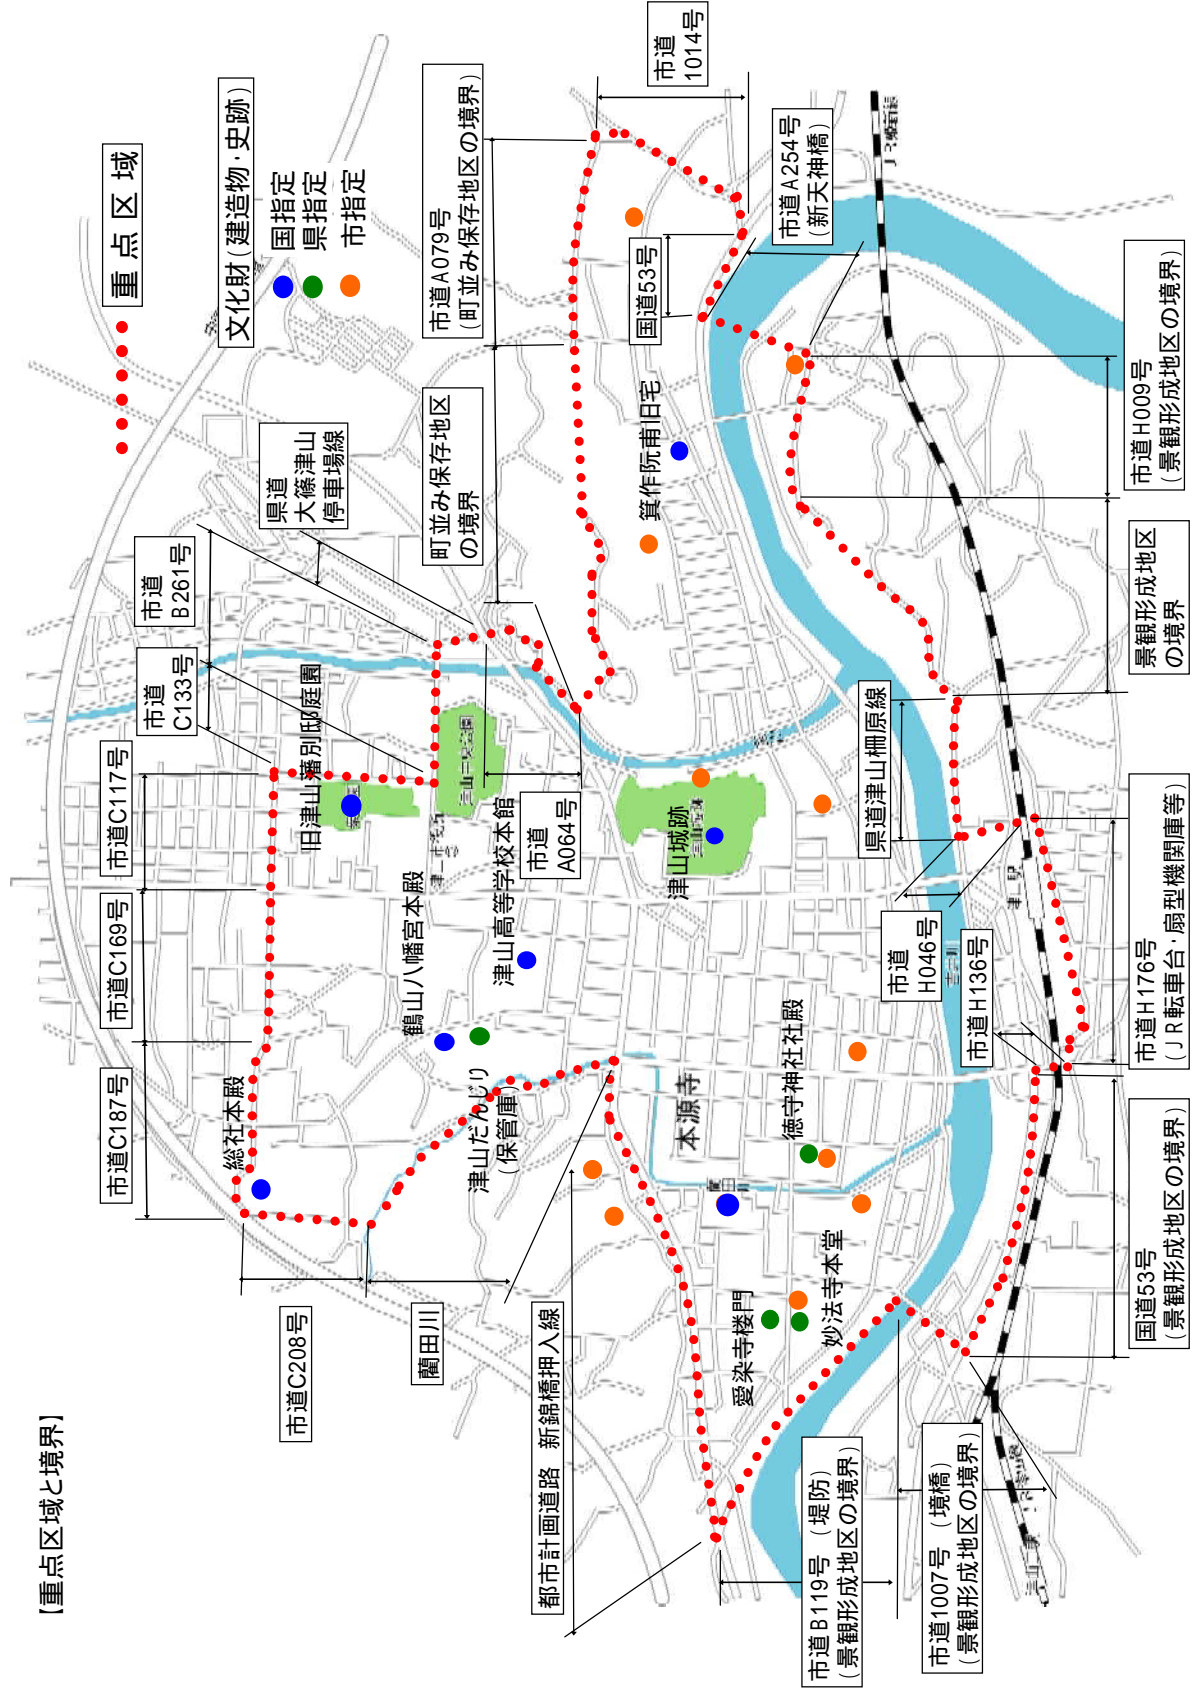 【重点区域と境界】
重点区域
文化財（建造物・史跡）
国指定
県指定
市指定
市道C187号
市道C169号
市道C117号
市道
C133号
市道
B261号
県道
大篠津山
停車場線
町並み保存地区
の境界
市道A079号
（町並み保存地区の境界）
市道
1014号
市道C208号
総社本殿
旧津山藩別邸庭園
鶴山八幡宮本殿
津山高等学校本館
市道
A064号
藺田川
津山だんじり
（保管庫）
箕作阮甫旧宅
国道53号
市道A254号
（新天神橋）
都市計画道路　新錦橋押入線
本源寺
津山城跡
徳守神社社殿
愛染寺楼門
妙法寺本堂
県道津山柵原線
市道
H046号
市道H136号
市道B119号　（堤防）
（景観形成地区の境界）
市道1007号　（境橋）
（景観形成地区の境界）
国道53号
（景観形成地区の境界）
市道H176号
（ＪＲ転車台・扇型機関庫等）
景観形成地区
の境界
市道H009号
（景観形成地区の境界）